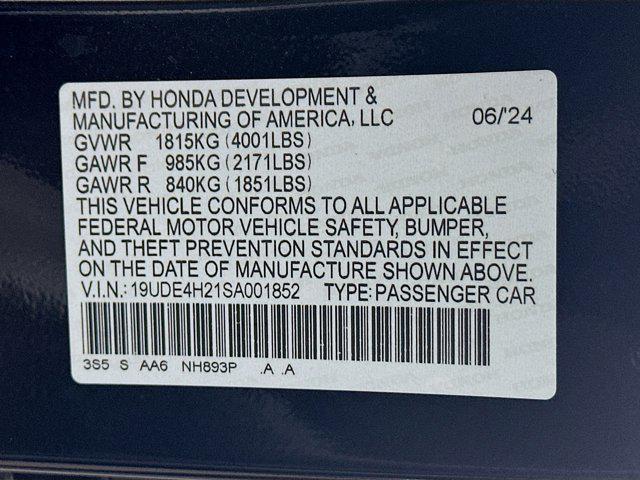 MFD. BY HONDA DEVELOPMENT &
MANUFACTURING OF AMERICA, LLC 06/'24
GVWR 1815KG (4001LBS)
GAWR F 985KG (2171LBS)
GAWR R 840KG (1851LBS)
THIS VEHICLE CONFORMS TO ALL APPLICABLE
FEDERAL MOTOR VEHICLE SAFETY, BUMPER,
AND THEFT PREVENTION STANDARDS IN EFFECT
ON THE DATE OF MANUFACTURE SHOWN ABOVE.
V.I.N.: 19UDE4H21SA001852 TYPE: PASSENGER CAR
3S5 S AA6 NH893P .A .A